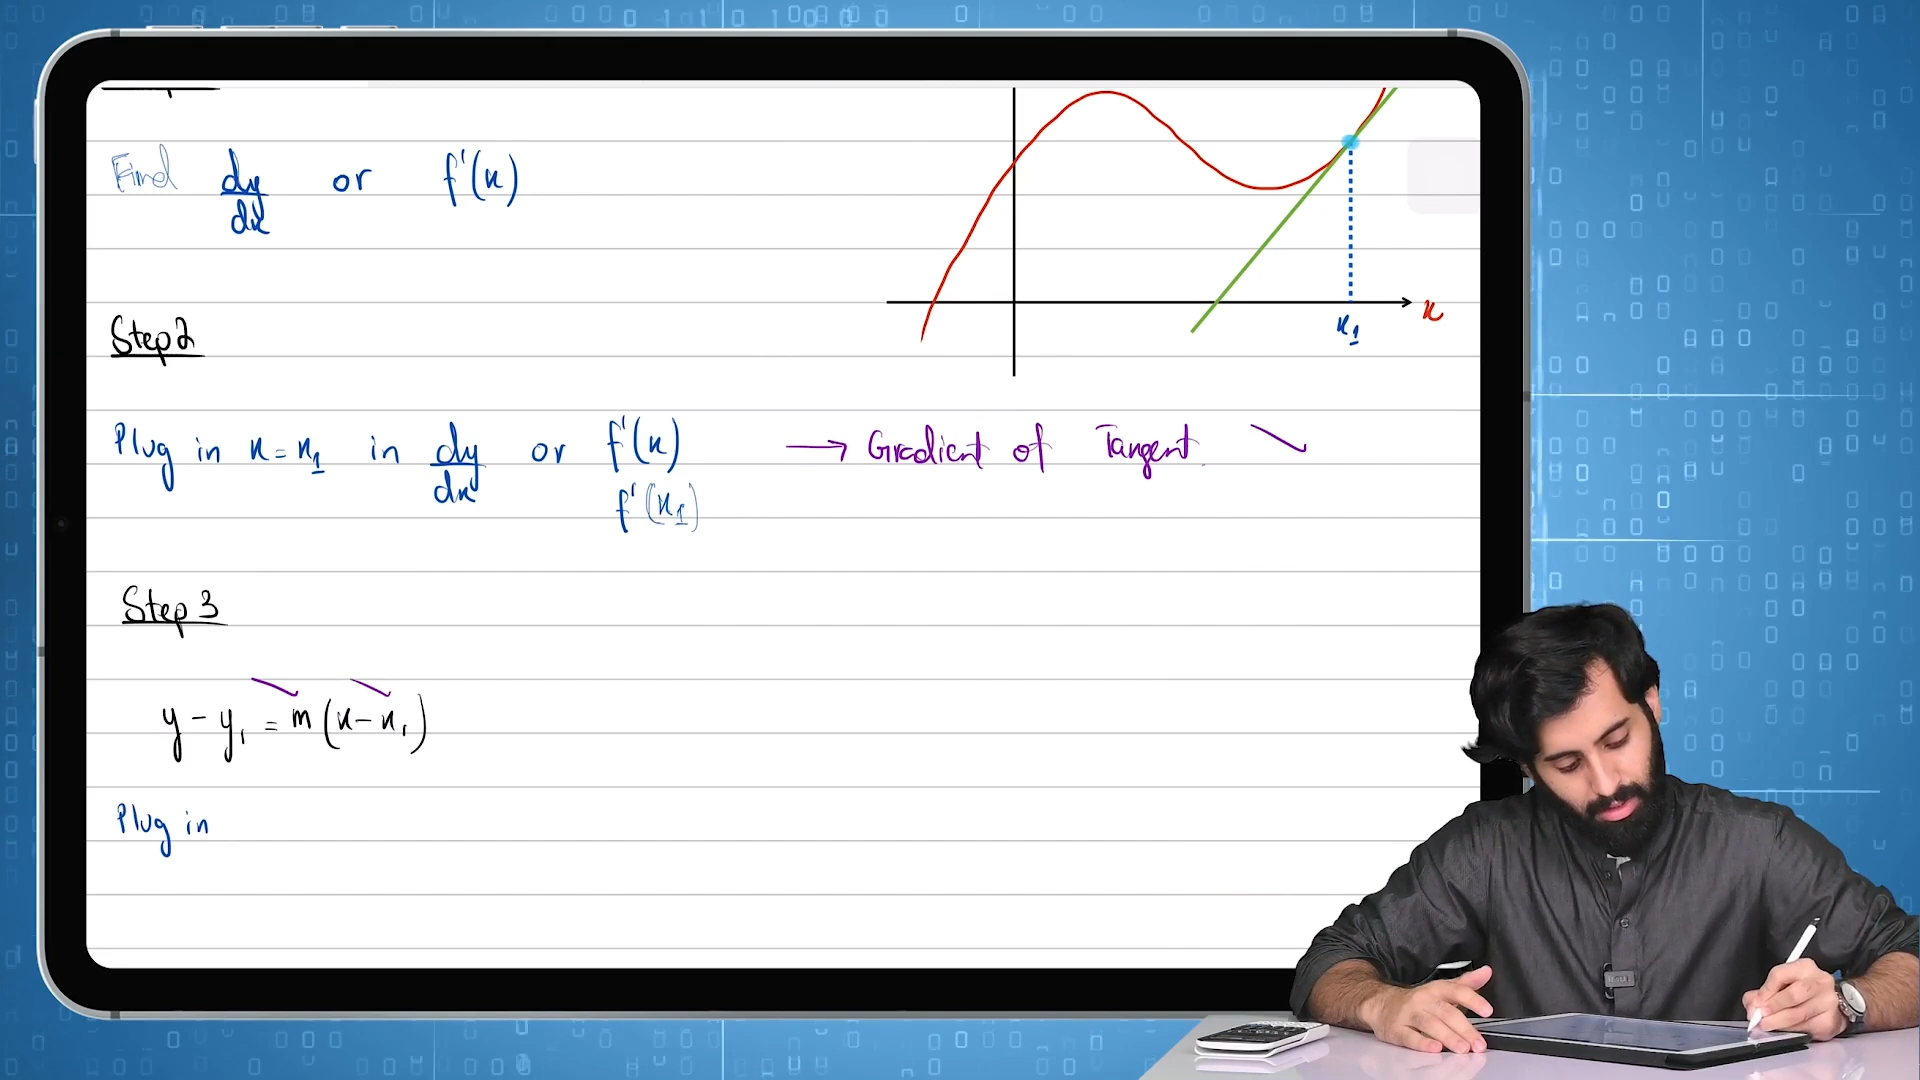 Find dy/dx or f'(x)
x
x₁
Step 2
Plug in x = x₁ in dy/dx or f'(x) → Gradient of Tangent
f'(x₁)
Step 3
y - y₁ = m(x - x₁)
Plug in